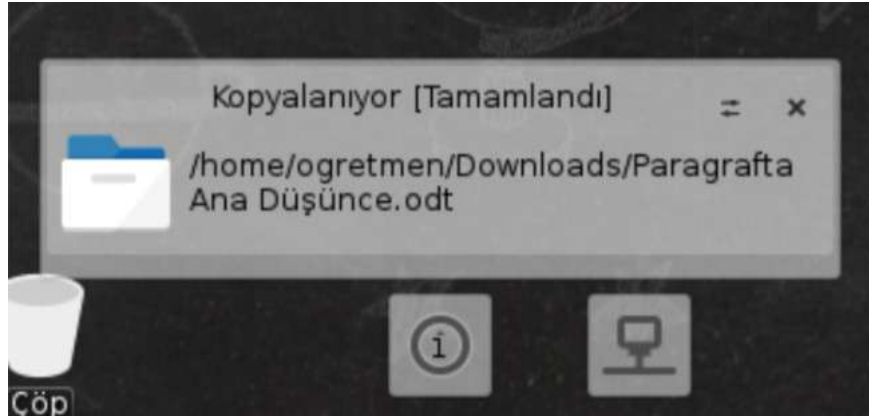 Kopyalanıyor [Tamamlandı]
/home/ogretmen/Downloads/Paragrafta
Ana Düşünce.odt
Çöp